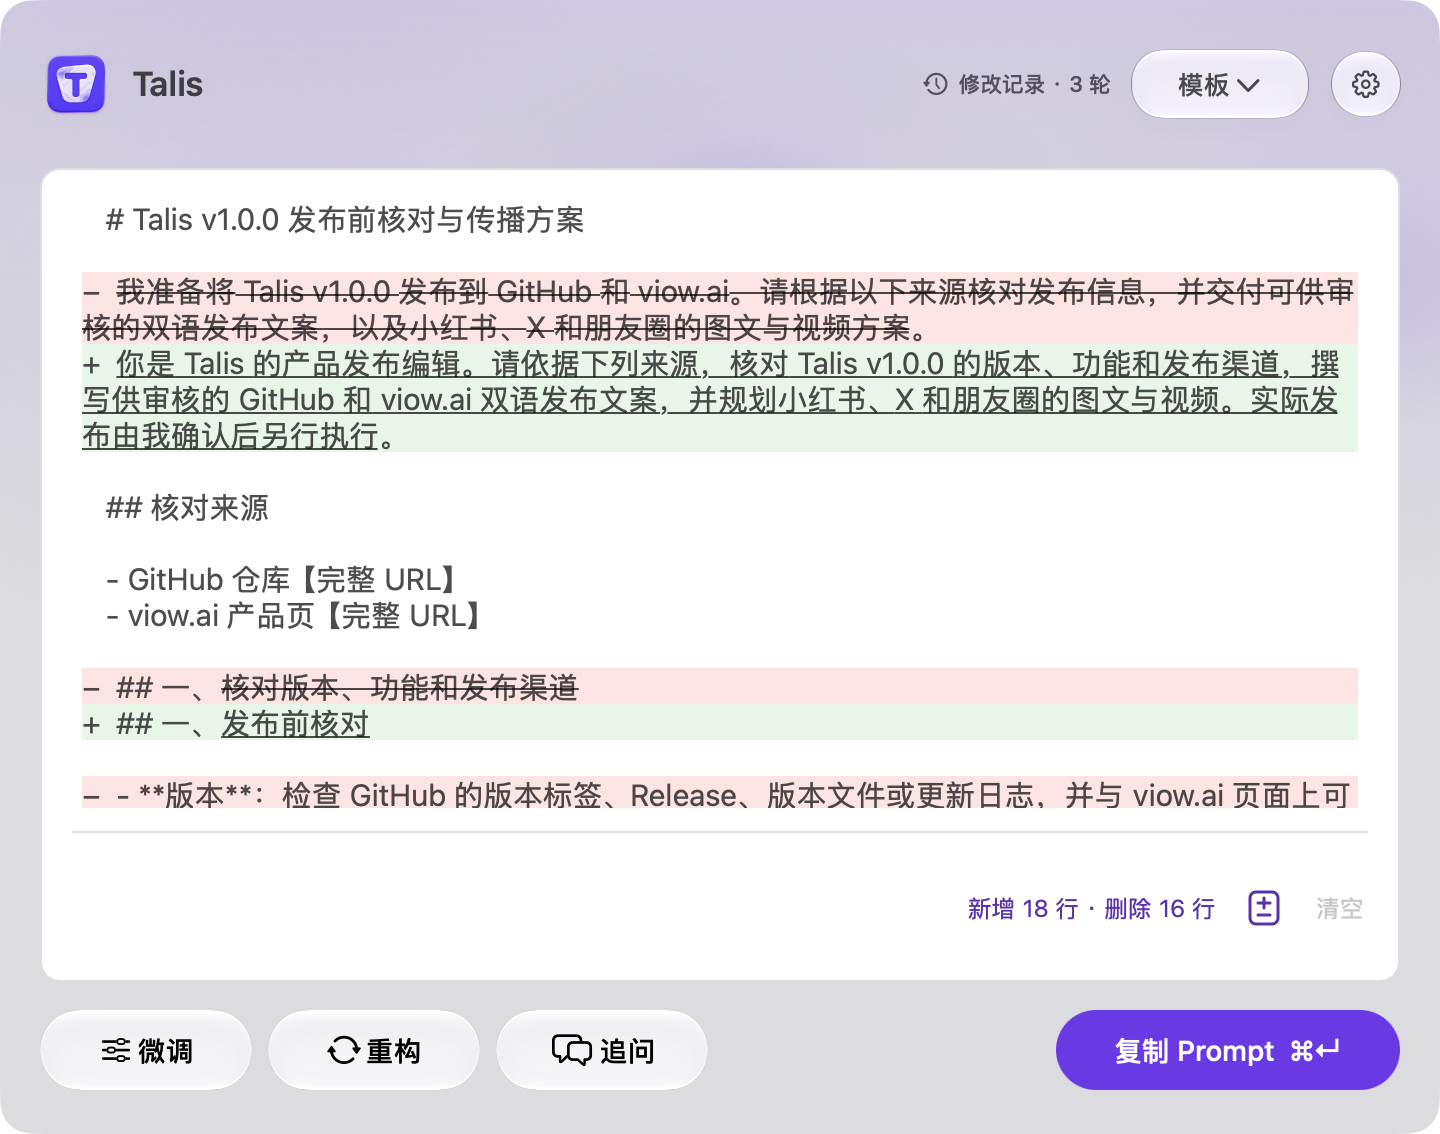 Talis
修改记录 · 3 轮
模板
# Talis v1.0.0 发布前核对与传播方案
– 我准备将 Talis v1.0.0 发布到 GitHub 和 viow.ai。请根据以下来源核对发布信息，并交付可供审
核的双语发布文案，以及小红书、X 和朋友圈的图文与视频方案。
+ 你是 Talis 的产品发布编辑。请依据下列来源，核对 Talis v1.0.0 的版本、功能和发布渠道，撰
写供审核的 GitHub 和 viow.ai 双语发布文案，并规划小红书、X 和朋友圈的图文与视频。实际发
布由我确认后另行执行。
## 核对来源
- GitHub 仓库【完整 URL】
- viow.ai 产品页【完整 URL】
– ## 一、核对版本、功能和发布渠道
+ ## 一、发布前核对
– - **版本**：检查 GitHub 的版本标签、Release、版本文件或更新日志，并与 viow.ai 页面上可
新增 18 行 · 删除 16 行
清空
微调
重构
追问
复制 Prompt ⌘↵